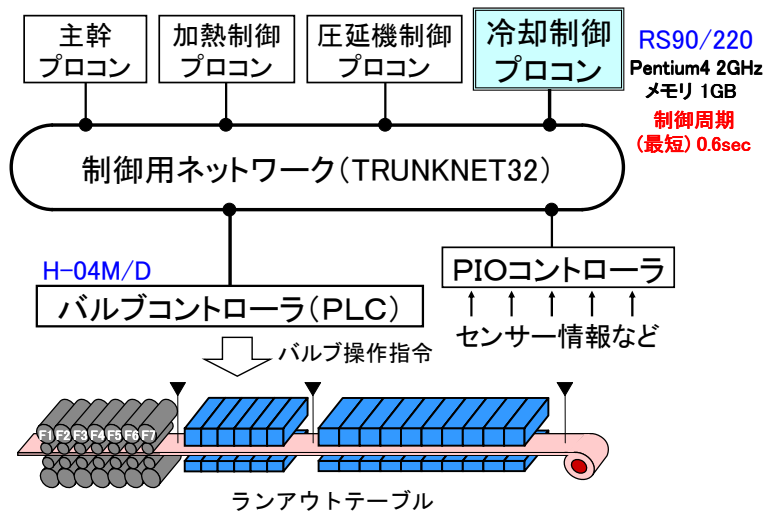 主幹
プロコン
加熱制御
プロコン
圧延機制御
プロコン
冷却制御
プロコン
RS90/220
Pentium4 2GHz
メモリ 1GB
制御周期
(最短) 0.6sec
制御用ネットワーク(TRUNKNET32)
H-04M/D
バルブコントローラ(PLC)
PIOコントローラ
センサー情報など
バルブ操作指令
F1 F2 F3 F4 F5 F6 F7
ランアウトテーブル